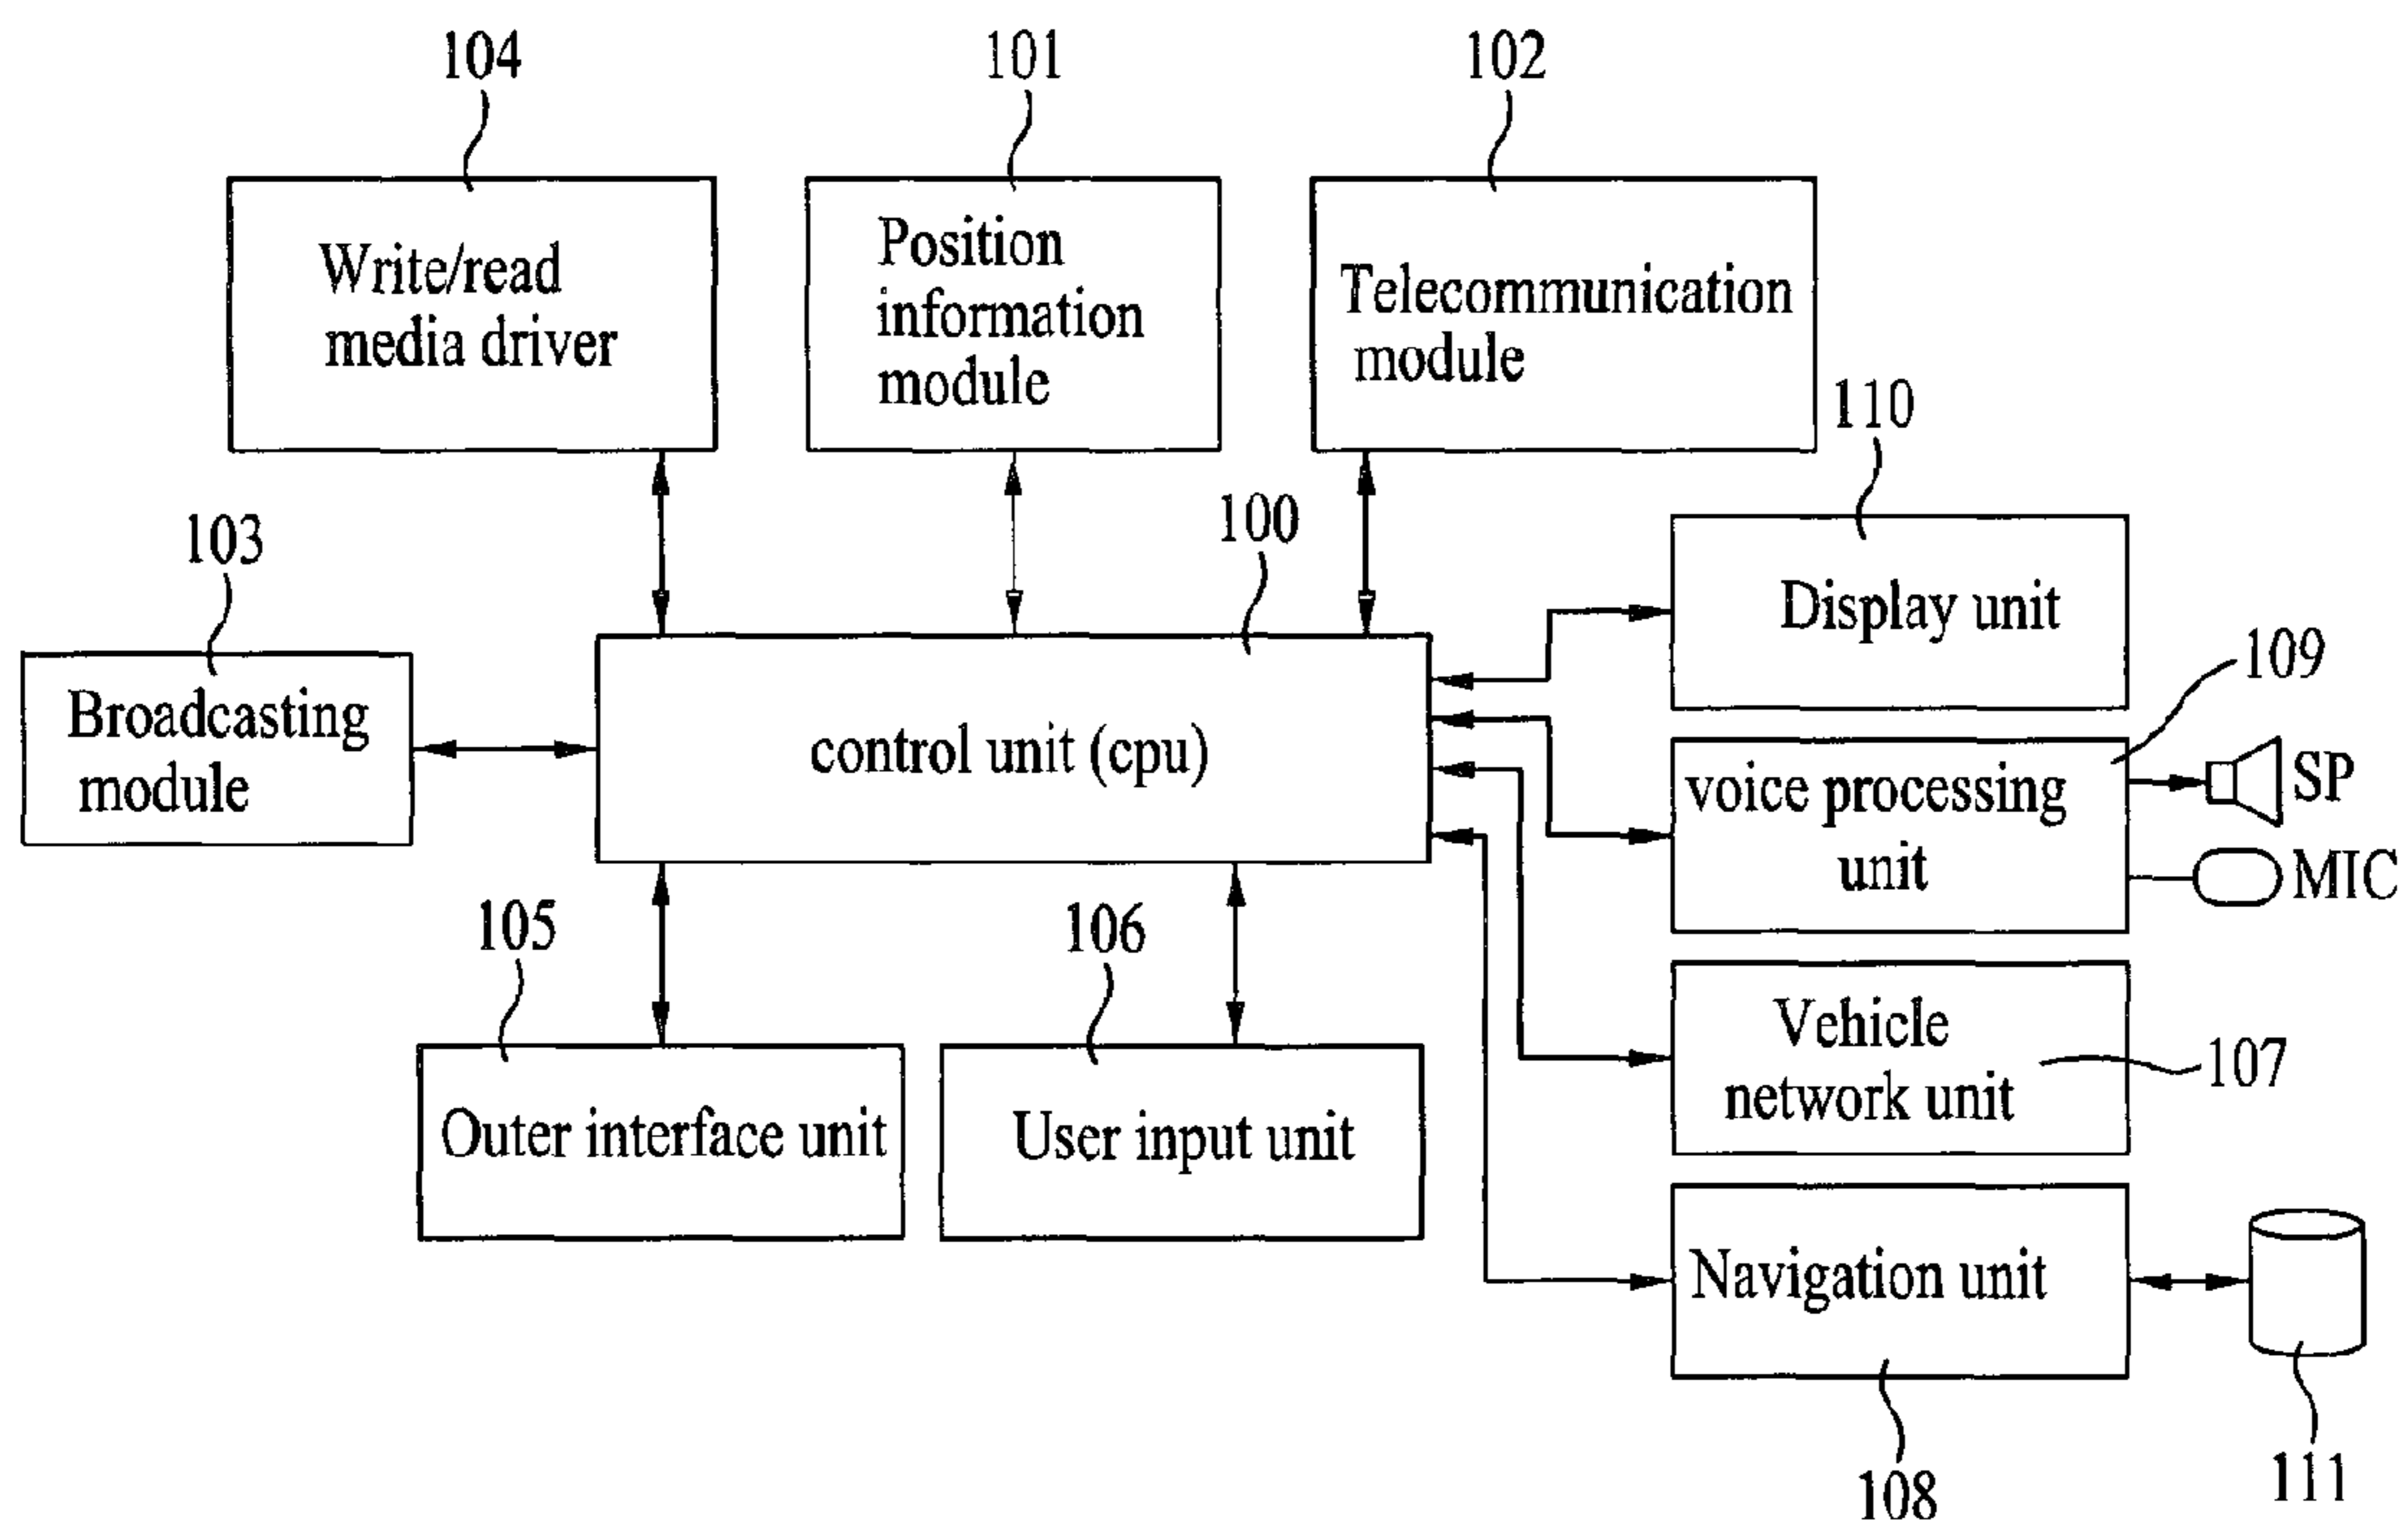 104
101
102
Write/read
media driver
Position
information
module
Telecommunication
module
110
103
100
Display unit
109
Broadcasting
module
control unit (cpu)
voice processing
unit
SP
MIC
105
106
Vehicle
network unit
107
Outer interface unit
User input unit
Navigation unit
108
111